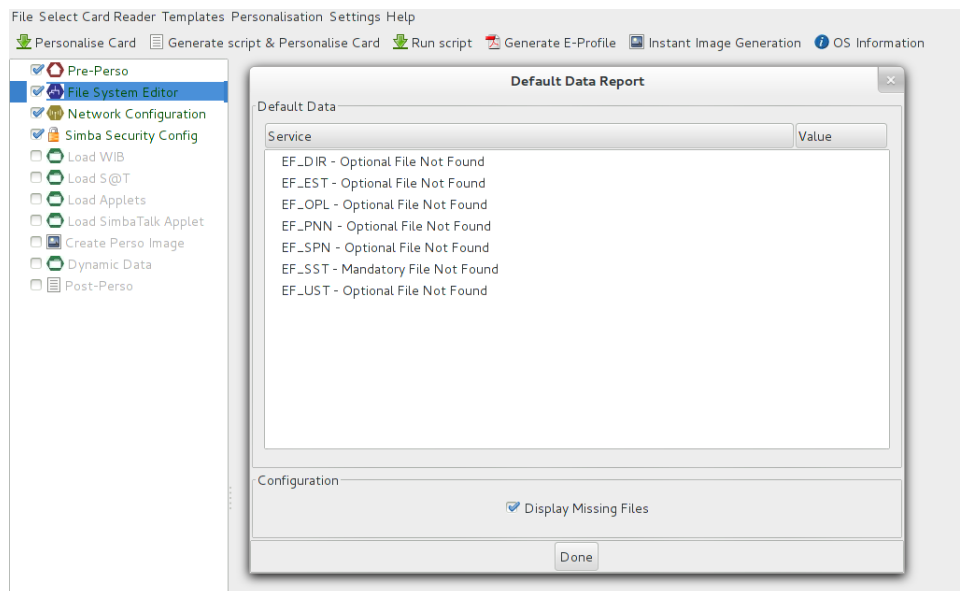 File Select Card Reader Templates Personalisation Settings Help
Personalise Card Generate script & Personalise Card Run script Generate E-Profile Instant Image Generation OS Information
Pre-Perso
File System Editor
Network Configuration
Simba Security Config
Load WIB
Load S@T
Load Applets
Load SimbaTalk Applet
Create Perso Image
Dynamic Data
Post-Perso
Default Data Report
Default Data
Service Value
EF_DIR - Optional File Not Found
EF_EST - Optional File Not Found
EF_OPL - Optional File Not Found
EF_PNN - Optional File Not Found
EF_SPN - Optional File Not Found
EF_SST - Mandatory File Not Found
EF_UST - Optional File Not Found
Configuration
Display Missing Files
Done